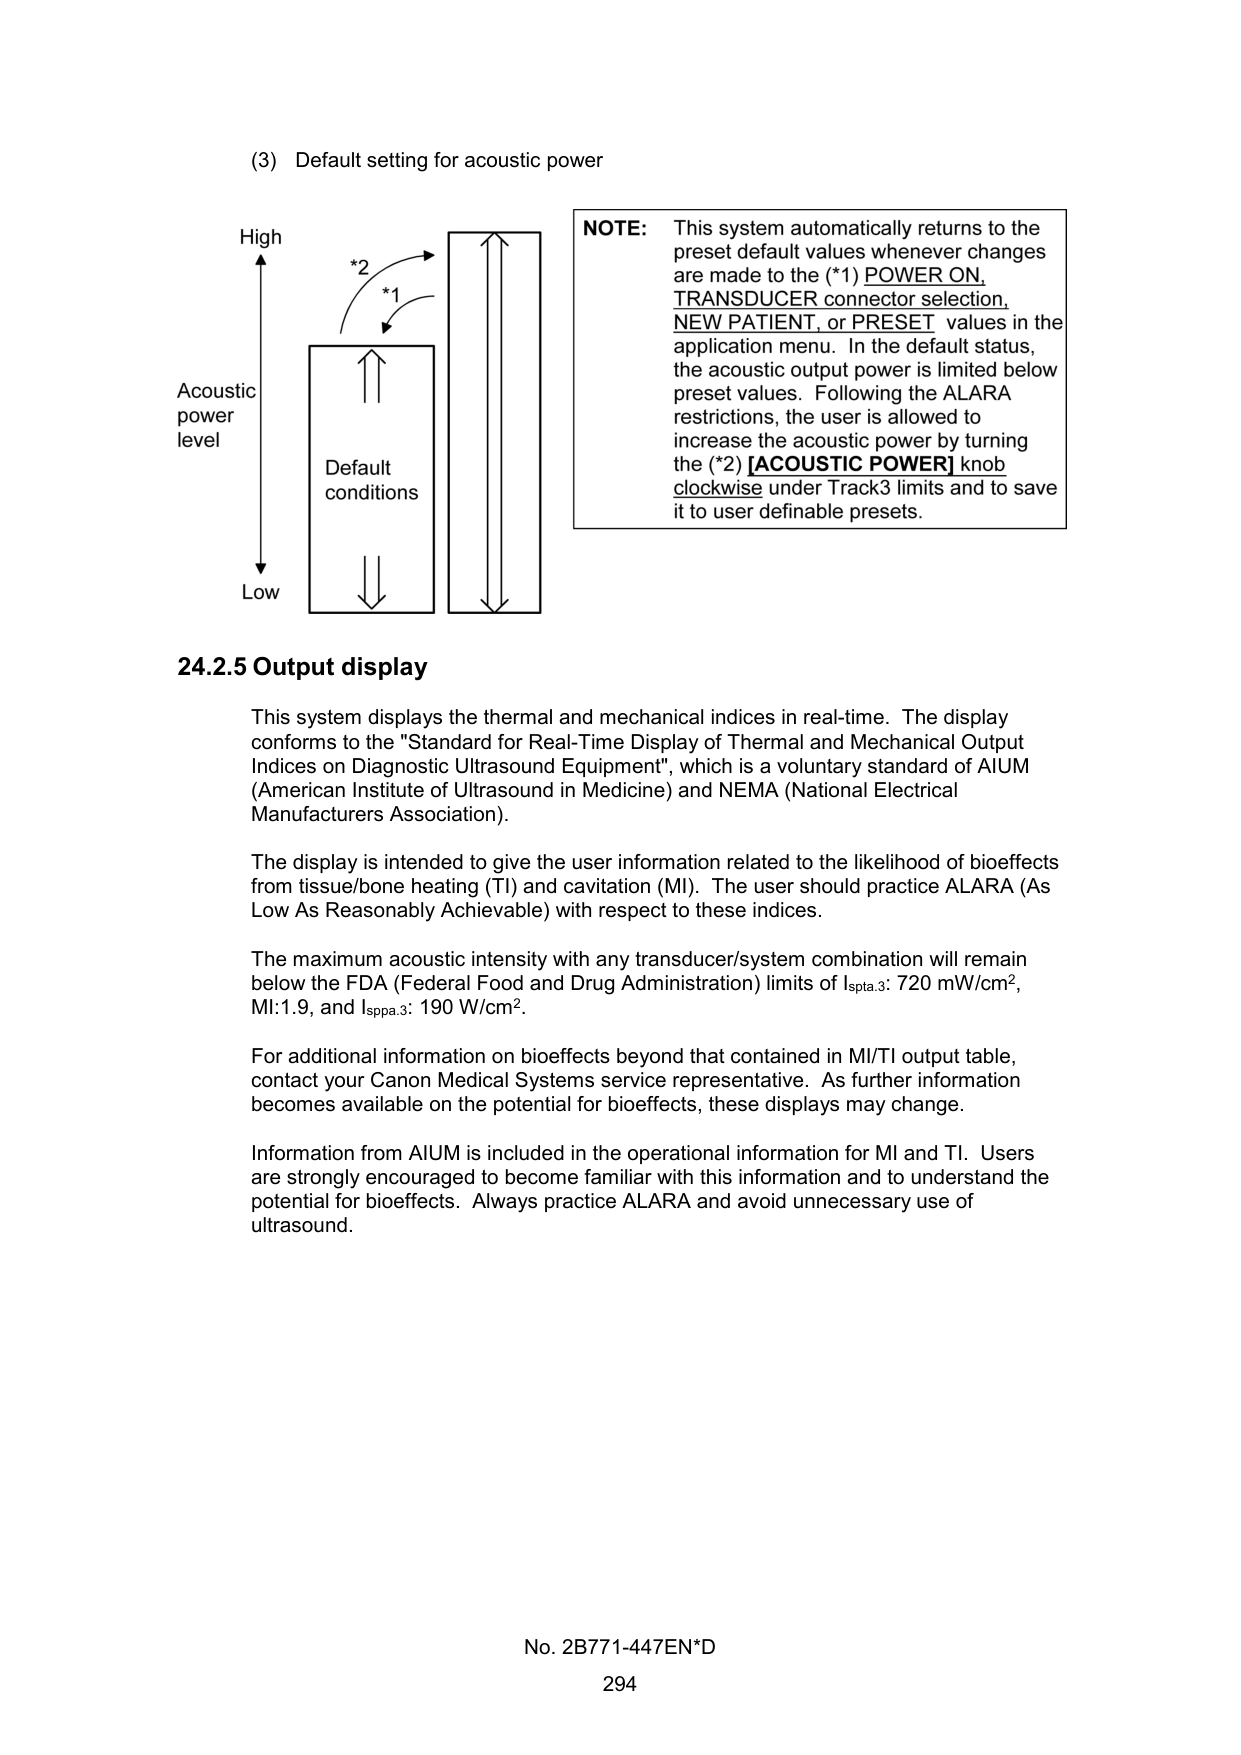 (3) Default setting for acoustic power
High
*2
*1
Acoustic
power
level
Default
conditions
Low
NOTE: This system automatically returns to the
preset default values whenever changes
are made to the (*1) POWER ON,
TRANSDUCER connector selection,
NEW PATIENT, or PRESET values in the
application menu. In the default status,
the acoustic output power is limited below
preset values. Following the ALARA
restrictions, the user is allowed to
increase the acoustic power by turning
the (*2) [ACOUSTIC POWER] knob
clockwise under Track3 limits and to save
it to user definable presets.
24.2.5 Output display
This system displays the thermal and mechanical indices in real-time. The display
conforms to the "Standard for Real-Time Display of Thermal and Mechanical Output
Indices on Diagnostic Ultrasound Equipment", which is a voluntary standard of AIUM
(American Institute of Ultrasound in Medicine) and NEMA (National Electrical
Manufacturers Association).
The display is intended to give the user information related to the likelihood of bioeffects
from tissue/bone heating (TI) and cavitation (MI). The user should practice ALARA (As
Low As Reasonably Achievable) with respect to these indices.
The maximum acoustic intensity with any transducer/system combination will remain
below the FDA (Federal Food and Drug Administration) limits of Ispta.3: 720 mW/cm²,
MI:1.9, and Isppa.3: 190 W/cm².
For additional information on bioeffects beyond that contained in MI/TI output table,
contact your Canon Medical Systems service representative. As further information
becomes available on the potential for bioeffects, these displays may change.
Information from AIUM is included in the operational information for MI and TI. Users
are strongly encouraged to become familiar with this information and to understand the
potential for bioeffects. Always practice ALARA and avoid unnecessary use of
ultrasound.
No. 2B771-447EN*D
294